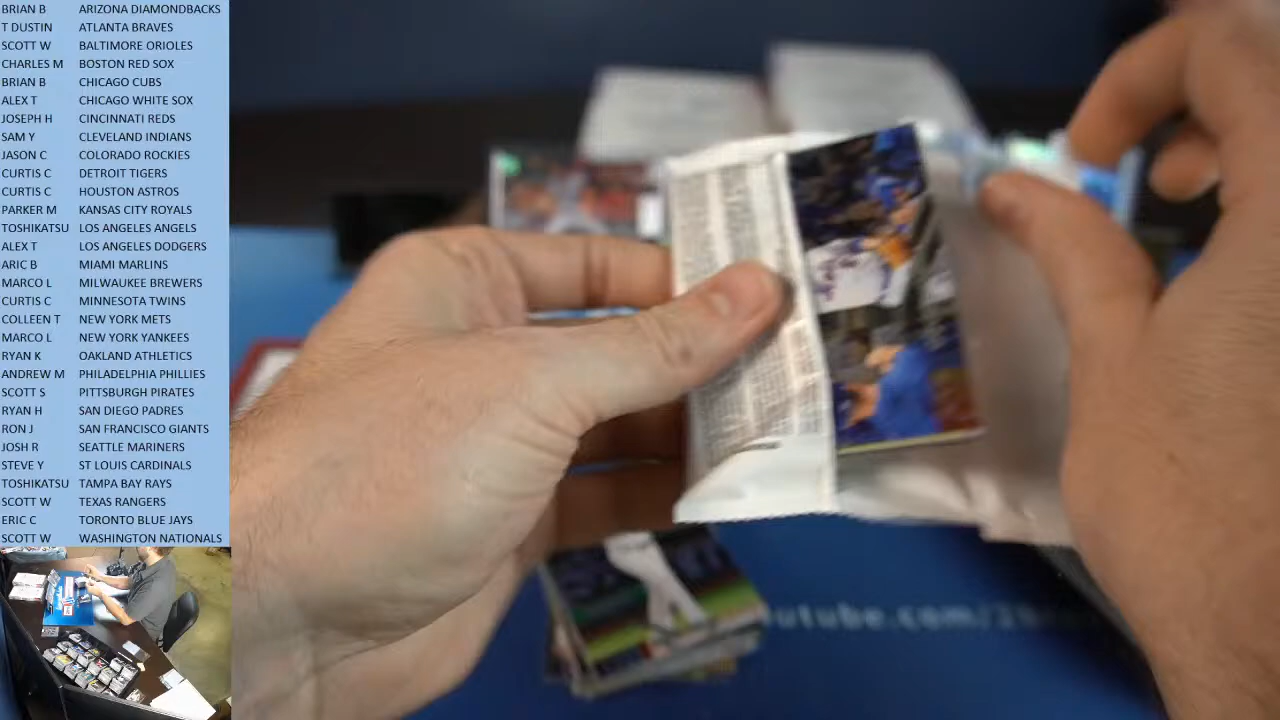 BRIAN B ARIZONA DIAMONDBACKS
T DUSTIN ATLANTA BRAVES
SCOTT W BALTIMORE ORIOLES
CHARLES M BOSTON RED SOX
BRIAN B CHICAGO CUBS
ALEX T CHICAGO WHITE SOX
JOSEPH H CINCINNATI REDS
SAM Y CLEVELAND INDIANS
JASON C COLORADO ROCKIES
CURTIS C DETROIT TIGERS
CURTIS C HOUSTON ASTROS
PARKER M KANSAS CITY ROYALS
TOSHIKATSU LOS ANGELES ANGELS
ALEX T LOS ANGELES DODGERS
ARIC B MIAMI MARLINS
MARCO L MILWAUKEE BREWERS
CURTIS C MINNESOTA TWINS
COLLEEN T NEW YORK METS
MARCO L NEW YORK YANKEES
RYAN K OAKLAND ATHLETICS
ANDREW M PHILADELPHIA PHILLIES
SCOTT S PITTSBURGH PIRATES
RYAN H SAN DIEGO PADRES
RON J SAN FRANCISCO GIANTS
JOSH R SEATTLE MARINERS
STEVE Y ST LOUIS CARDINALS
TOSHIKATSU TAMPA BAY RAYS
SCOTT W TEXAS RANGERS
ERIC C TORONTO BLUE JAYS
SCOTT W WASHINGTON NATIONALS
outube.com/2